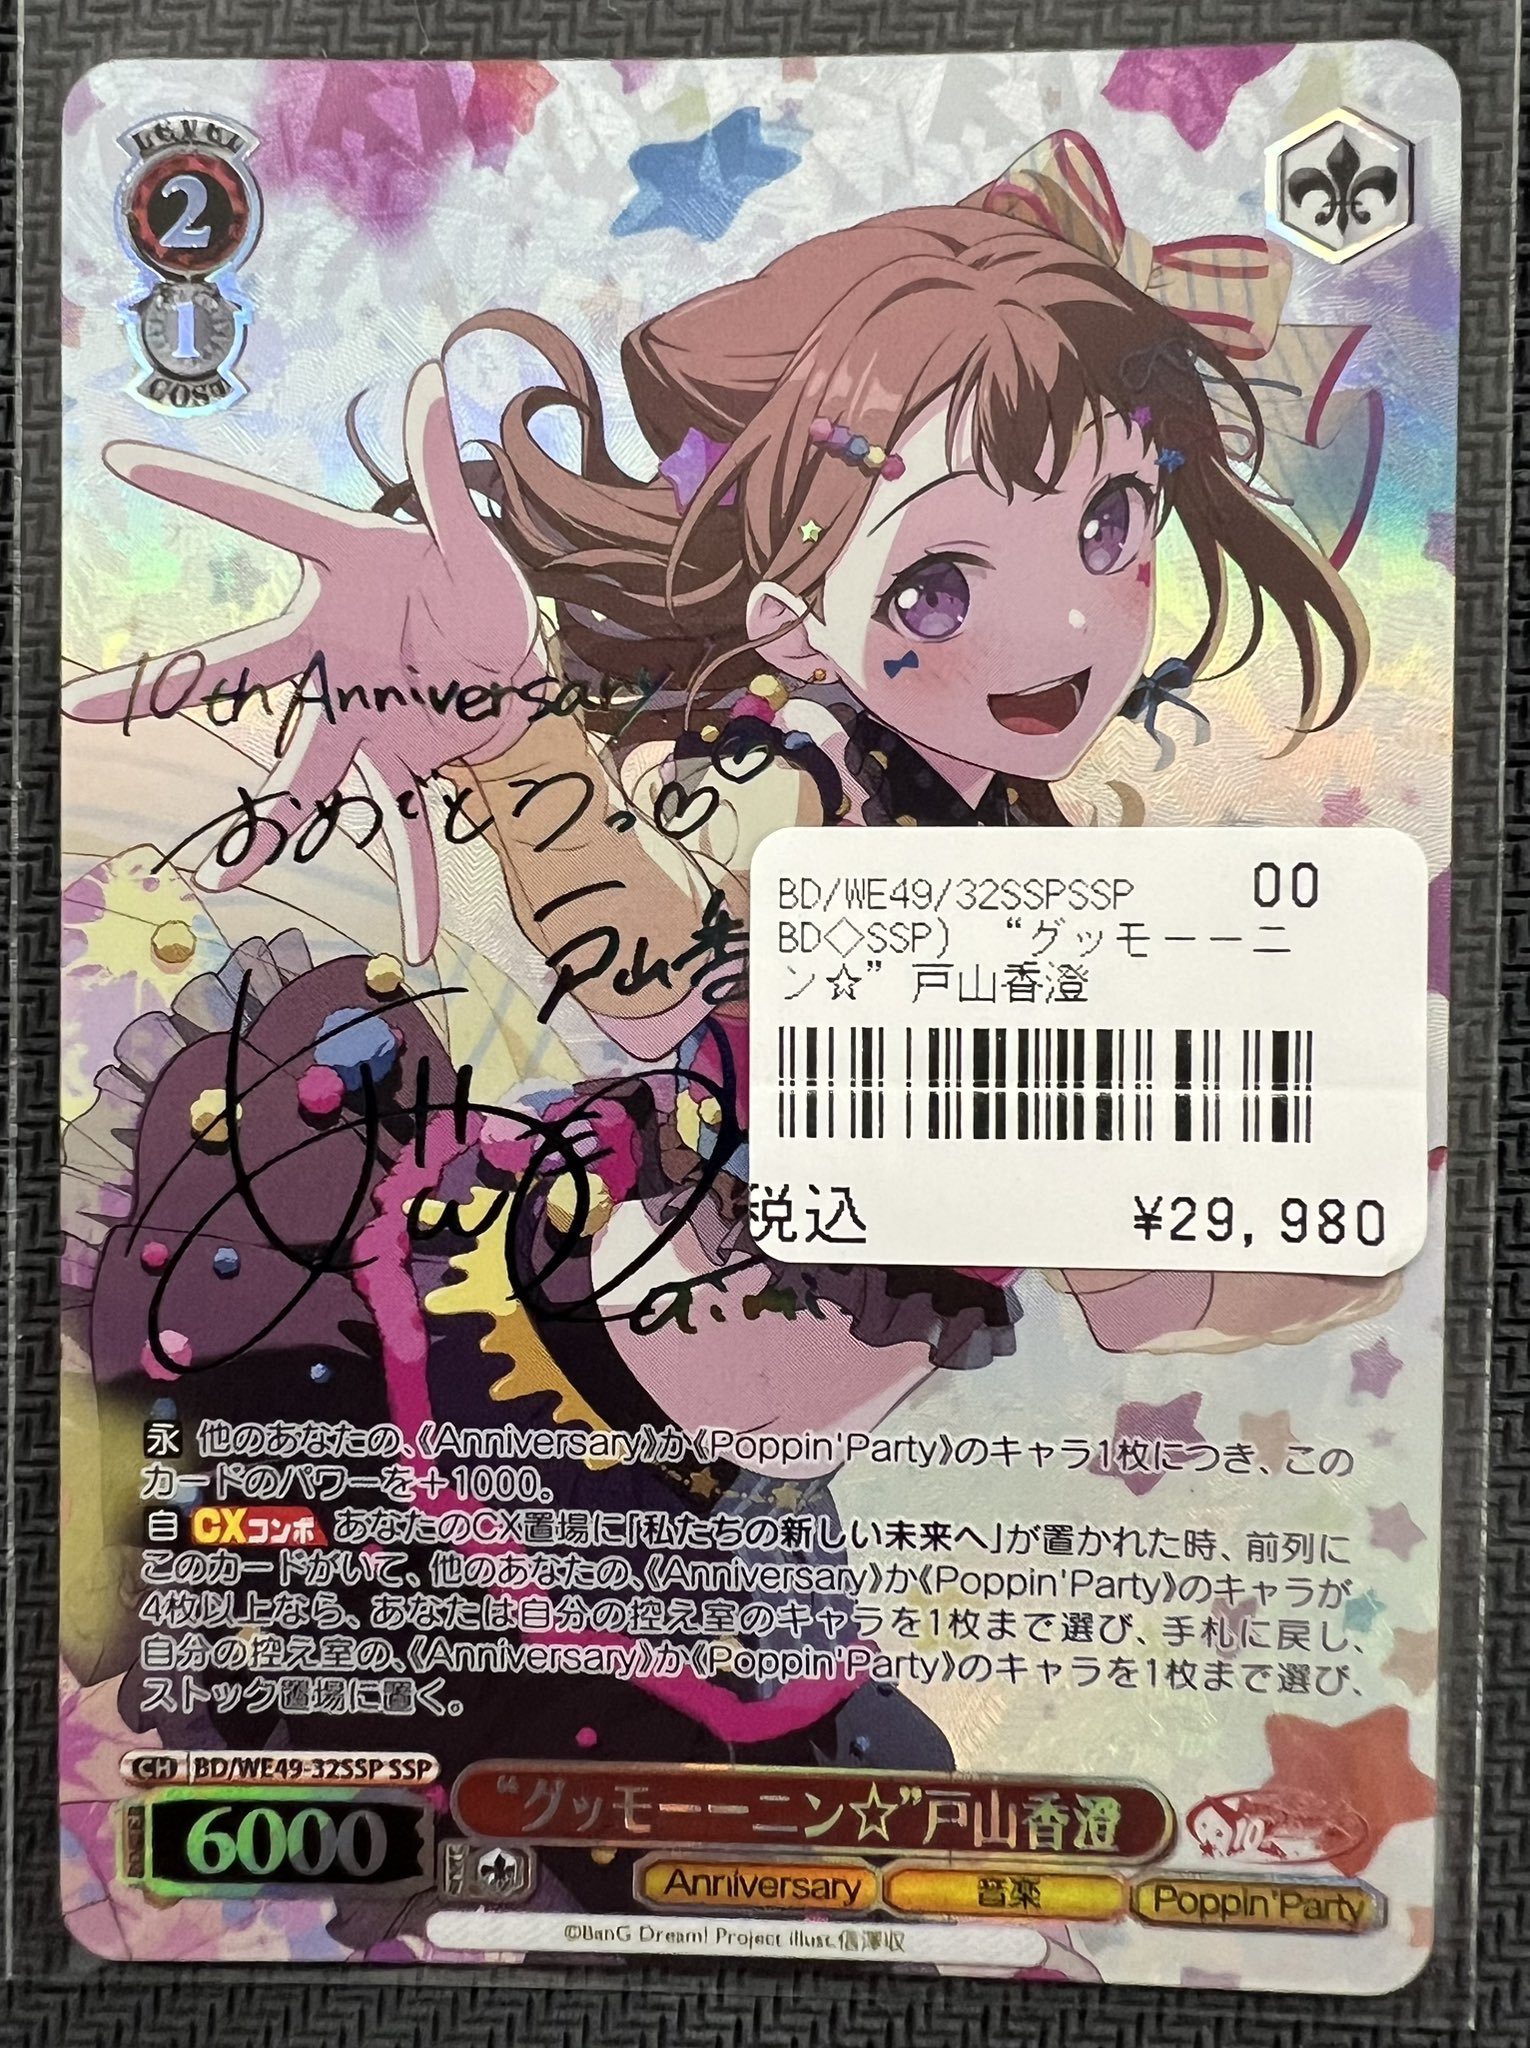 LEVEL
2
1
COST
10th Anniversary
おめでとうっ♡♡
戸山香
BD/WE49/32SSPSSP 00
BD◇SSP) “グッモーーニ
ン☆” 戸山香澄
税込 ¥29,980
永 他のあなたの、《Anniversary》か《Poppin'Party》のキャラ1枚につき、この
カードのパワーを＋1000。
自 CXコンボ あなたのCX置場に「私たちの新しい未来へ」が置かれた時、前列に
このカードがいて、他のあなたの、《Anniversary》か《Poppin'Party》のキャラが
4枚以上なら、あなたは自分の控え室のキャラを1枚まで選び、手札に戻し、
自分の控え室の、《Anniversary》か《Poppin'Party》のキャラを1枚まで選び、
ストック置場に置く。
CH BD/WE49-32SSP SSP
6000
“グッモーーニン☆”戸山香澄
Anniversary 音楽 Poppin'Party
©BanG Dream! Project illust.信澤収